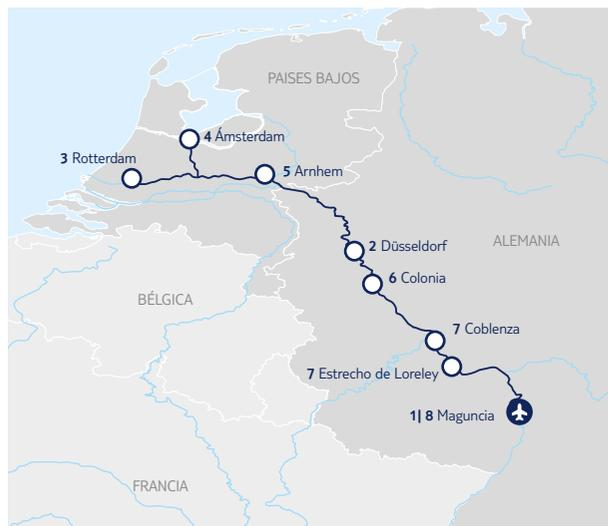 PAISES BAJOS
4 Ámsterdam
3 Rotterdam
5 Arnhem
2 Düsseldorf
ALEMANIA
6 Colonia
BÉLGICA
7 Coblenza
7 Estrecho de Loreley
1| 8 Maguncia
FRANCIA